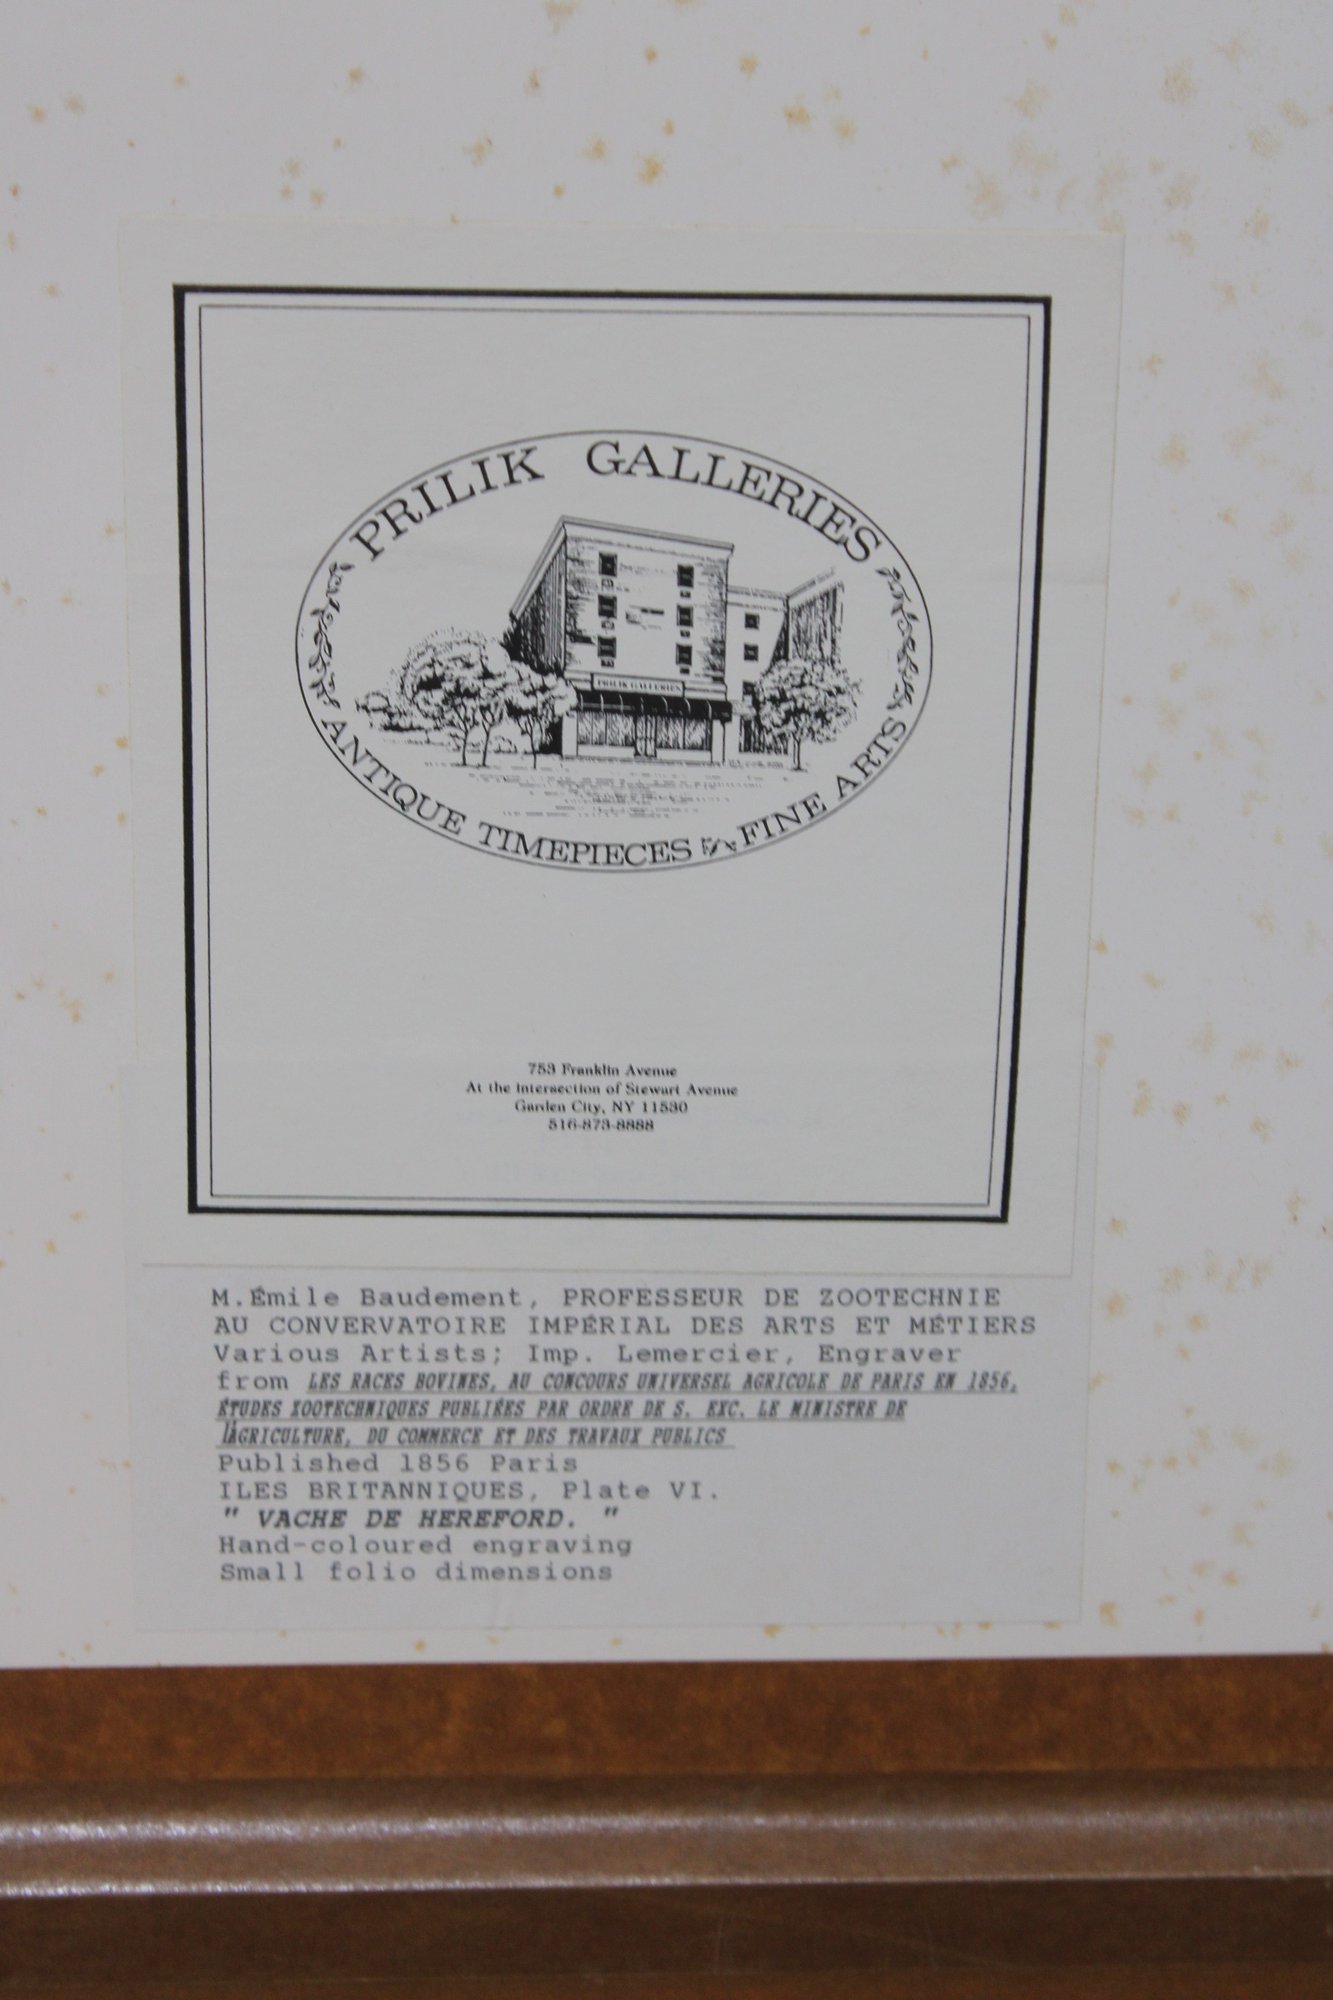 PRILIK GALLERIES
PRILIK GALLERIES
ANTIQUE TIMEPIECES FINE ARTS
753 Franklin Avenue
At the Intersection of Stewart Avenue
Garden City, NY 11530
516-873-8888
M.Émile Baudement, PROFESSEUR DE ZOOTECHNIE
AU CONVERVATOIRE IMPÉRIAL DES ARTS ET MÉTIERS
Various Artists; Imp. Lemercier, Engraver
from LES RACES BOVINES, AU CONCOURS UNIVERSEL AGRICOLE DE PARIS EN 1856,
ÉTUDES ZOOTECHNIQUES PUBLIÉES PAR ORDRE DE S. EXC. LE MINISTRE DE
l'AGRICULTURE, DU COMMERCE ET DES TRAVAUX PUBLICS
Published 1856 Paris
ILES BRITANNIQUES, Plate VI.
" VACHE DE HEREFORD. "
Hand-coloured engraving
Small folio dimensions